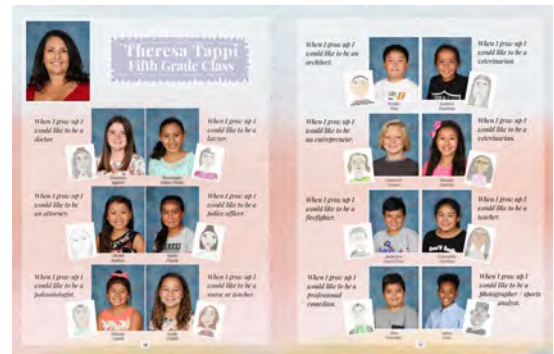 Theresa Tappi
Fifth Grade Class
When I grow up I
would like to be a
doctor.
When I grow up I
would like to be a
lawyer.
When I grow up I
would like to be
an attorney.
When I grow up I
would like to be a
police officer.
When I grow up I
would like to be a
paleontologist.
When I grow up I
would like to be a
nurse or teacher.
When I grow up I
would like to be an
architect.
When I grow up I
would like to be a
veterinarian.
When I grow up I
would like to be
an entrepreneur.
When I grow up I
would like to be a
veterinarian.
When I grow up I
would like to be a
firefighter.
When I grow up I
would like to be a
teacher.
When I grow up I
would like to be a
professional
comedian.
When I grow up I
would like to be a
photographer / sports
analyst.